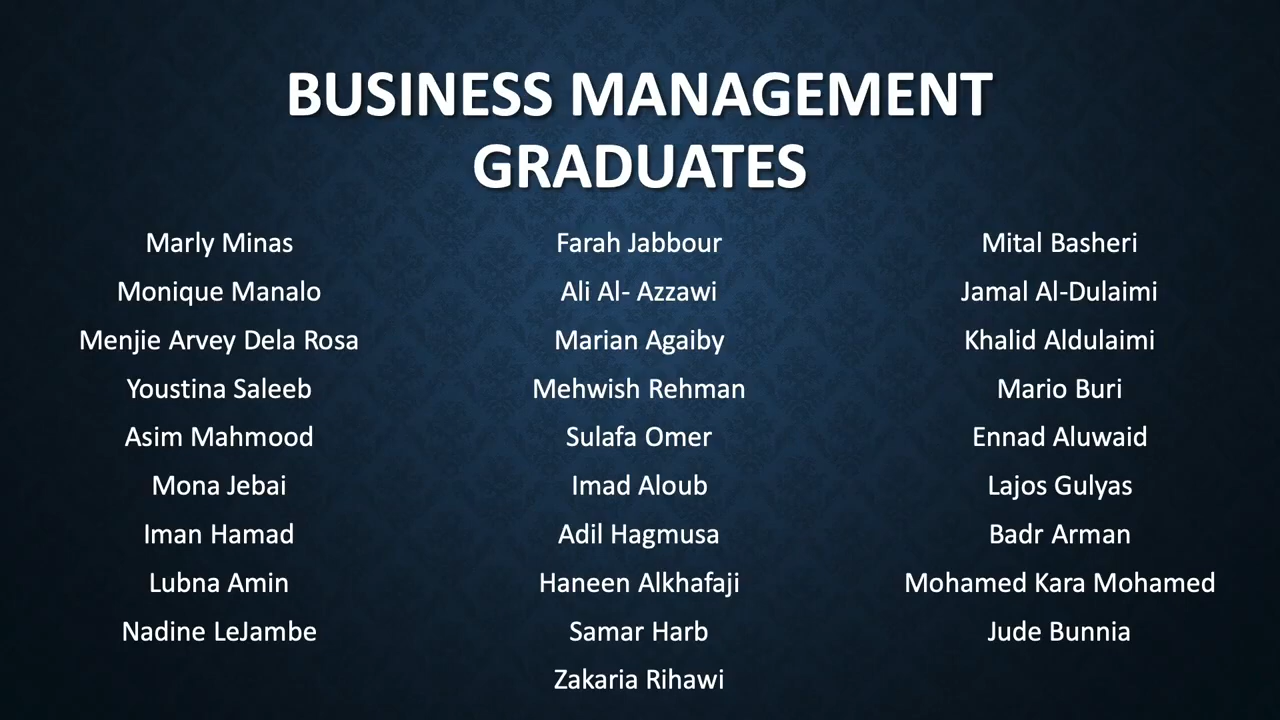 BUSINESS MANAGEMENT
GRADUATES
Marly Minas
Monique Manalo
Menjie Arvey Dela Rosa
Youstina Saleeb
Asim Mahmood
Mona Jebai
Iman Hamad
Lubna Amin
Nadine LeJambe
Farah Jabbour
Ali Al- Azzawi
Marian Agaiby
Mehwish Rehman
Sulafa Omer
Imad Aloub
Adil Hagmusa
Haneen Alkhafaji
Samar Harb
Zakaria Rihawi
Mital Basheri
Jamal Al-Dulaimi
Khalid Aldulaimi
Mario Buri
Ennad Aluwaid
Lajos Gulyas
Badr Arman
Mohamed Kara Mohamed
Jude Bunnia